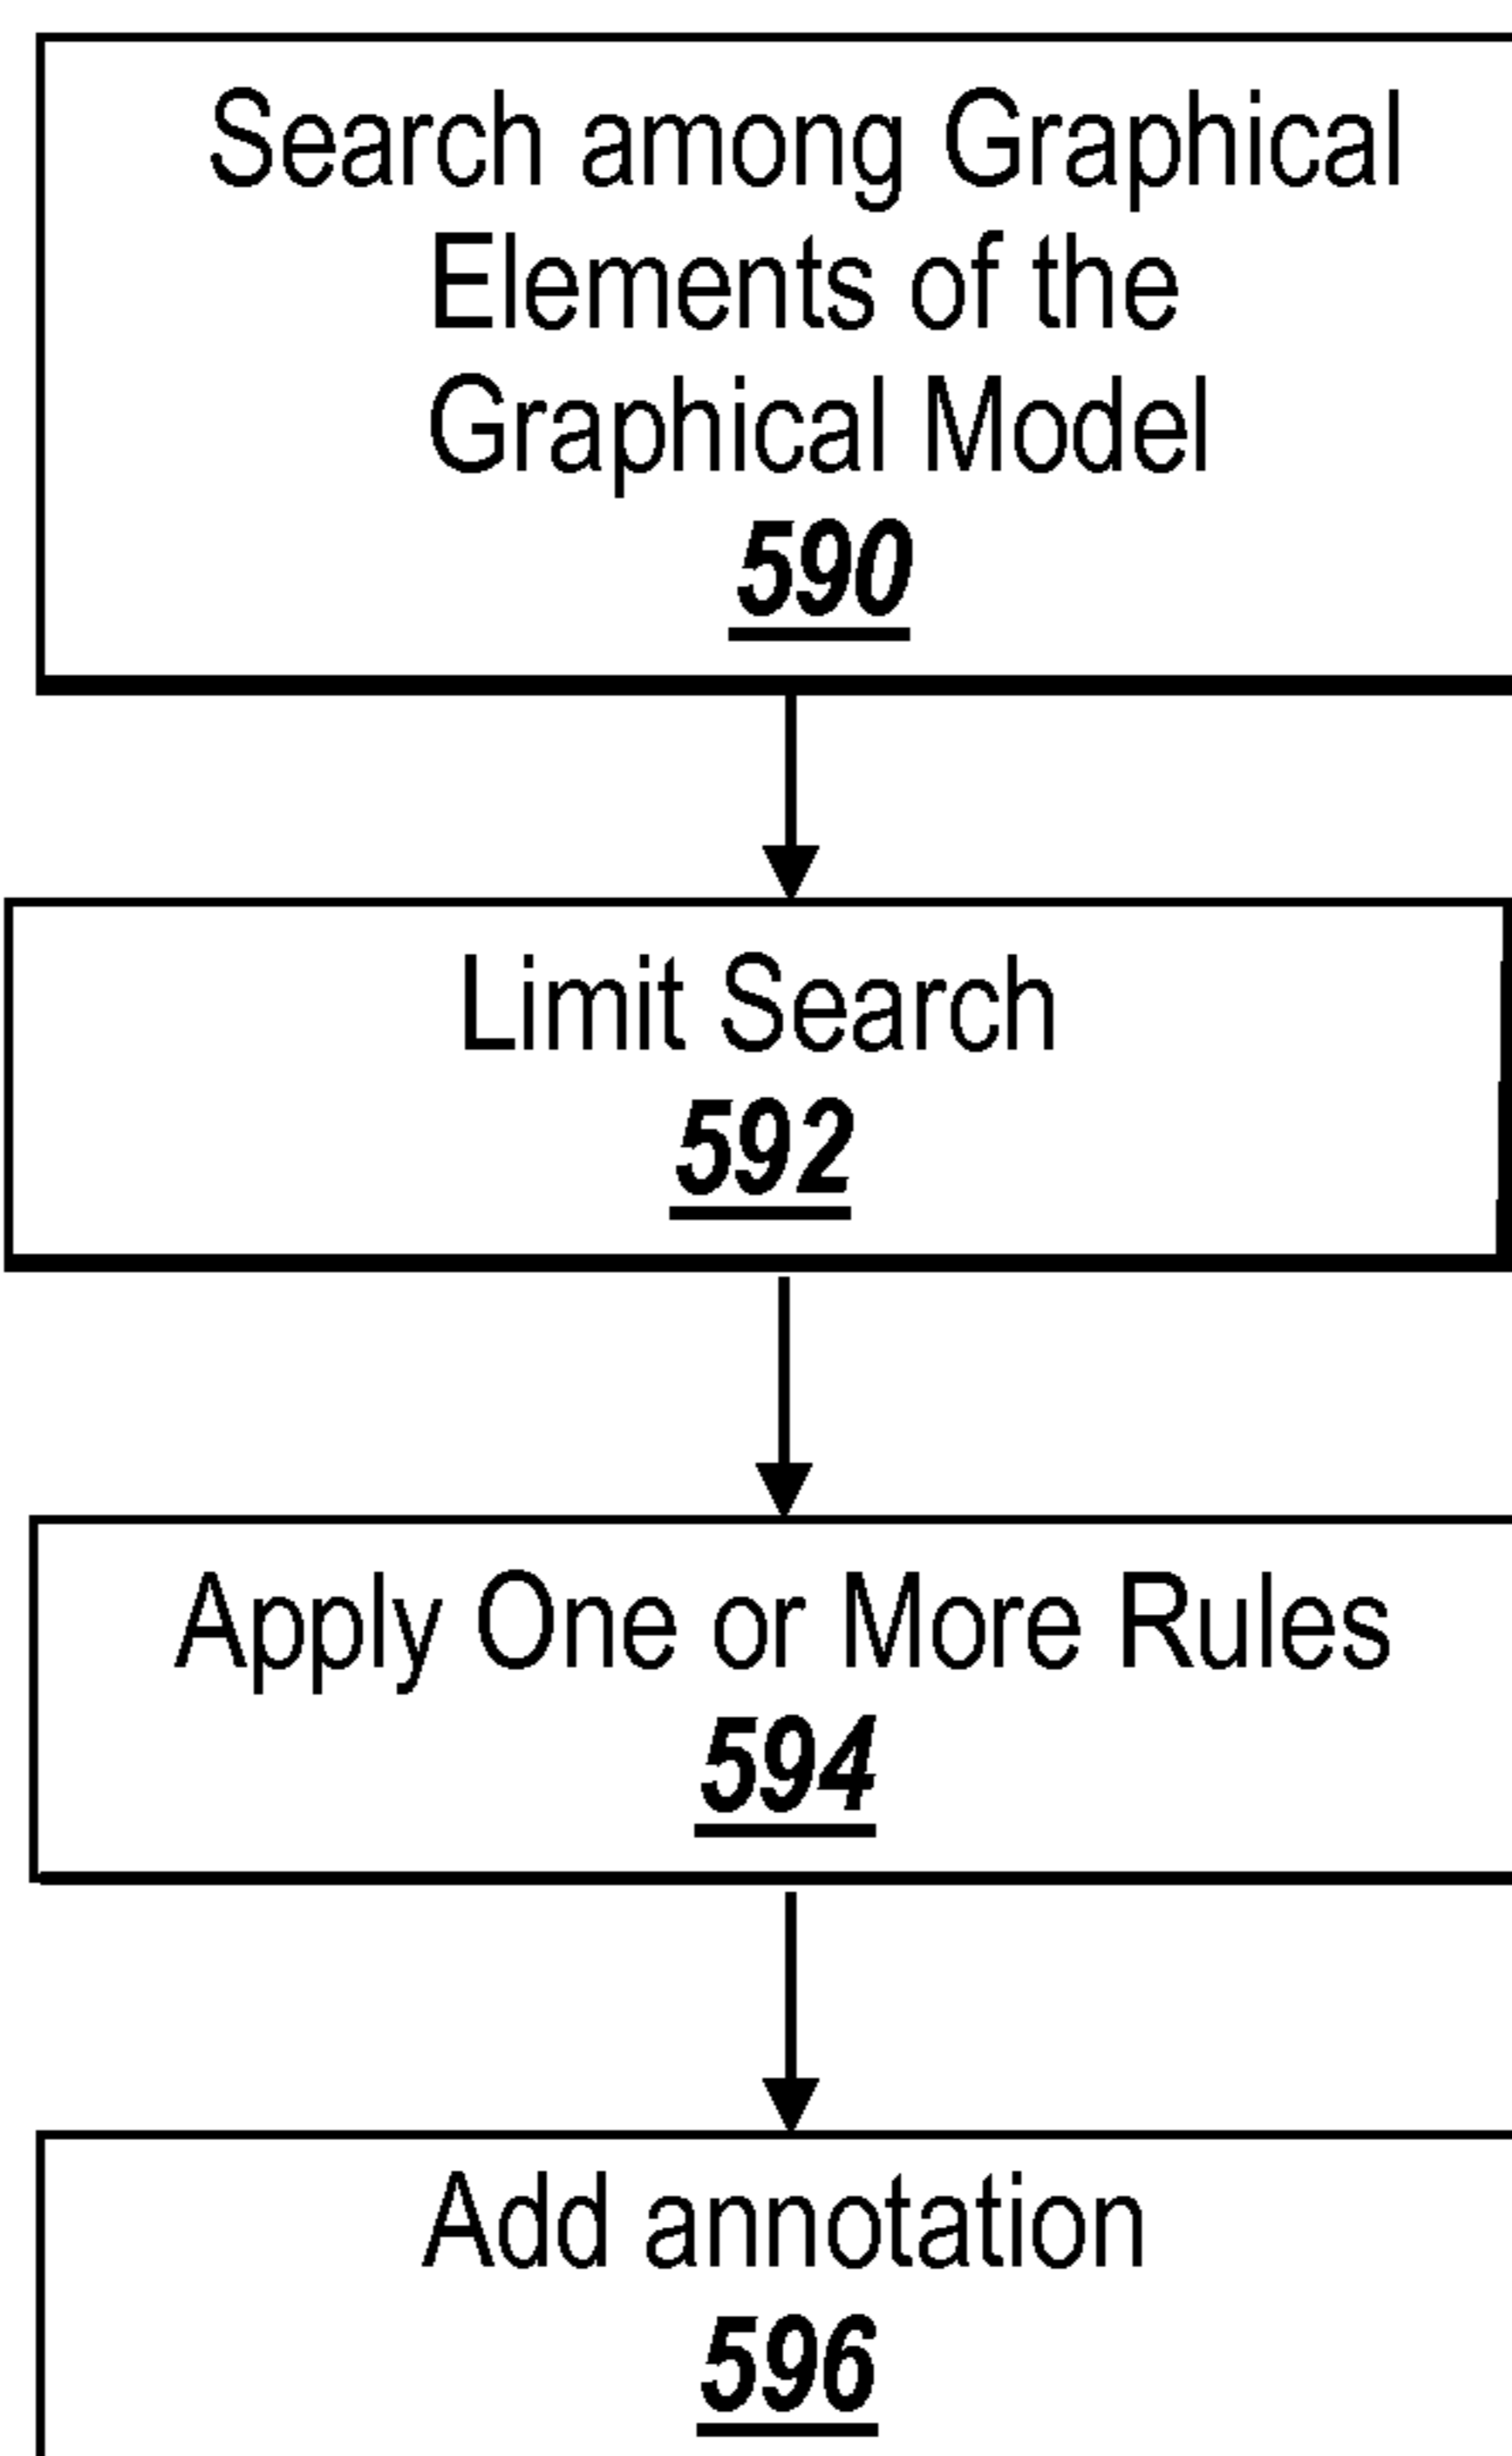 Search among Graphical
Elements of the
Graphical Model
590
Limit Search
592
Apply One or More Rules
594
Add annotation
596